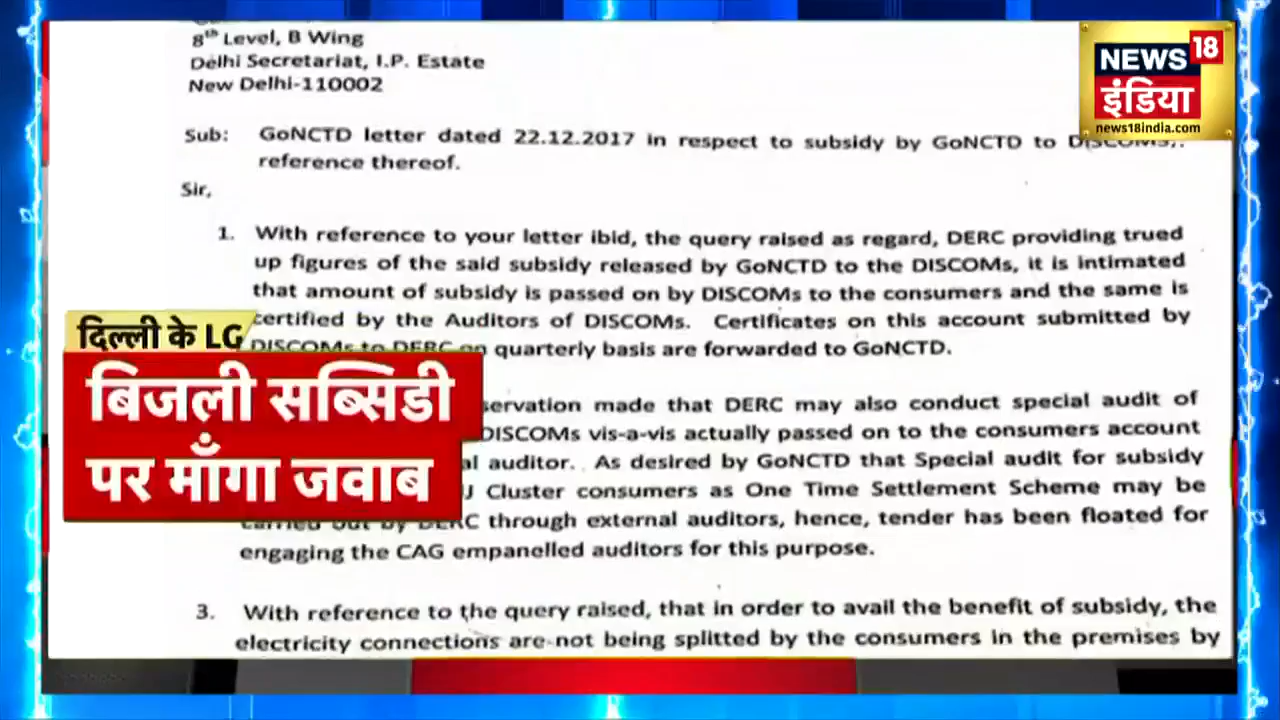 8th Level, B Wing
Delhi Secretariat, I.P. Estate
New Delhi-110002
NEWS 18
इंडिया
news18india.com
Sub: GoNCTD letter dated 22.12.2017 in respect to subsidy by GoNCTD to DISCOMs/.
reference thereof.
Sir,
1. With reference to your letter ibid, the query raised as regard, DERC providing trued
up figures of the said subsidy released by GoNCTD to the DISCOMs, it is intimated
that amount of subsidy is passed on by DISCOMs to the consumers and the same is
certified by the Auditors of DISCOMs. Certificates on this account submitted by
DISCOMs to DERC on quarterly basis are forwarded to GoNCTD.
दिल्ली के LG
बिजली सब्सिडी
पर माँगा जवाब
servation made that DERC may also conduct special audit of
DISCOMs vis-a-vis actually passed on to the consumers account
al auditor. As desired by GoNCTD that Special audit for subsidy
J Cluster consumers as One Time Settlement Scheme may be
carried out by DERC through external auditors, hence, tender has been floated for
engaging the CAG empanelled auditors for this purpose.
3. With reference to the query raised, that in order to avail the benefit of subsidy, the
electricity connections are not being splitted by the consumers in the premises by